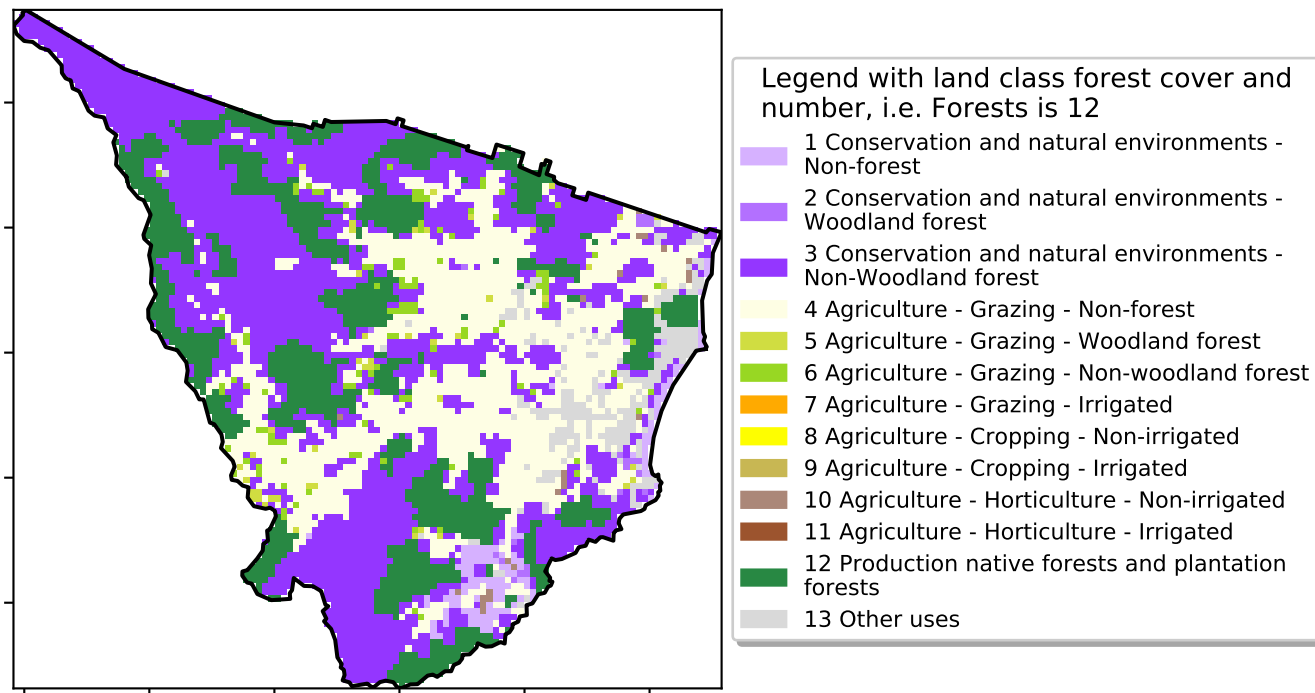 Legend with land class forest cover and
number, i.e. Forests is 12
1 Conservation and natural environments -
Non-forest
2 Conservation and natural environments -
Woodland forest
3 Conservation and natural environments -
Non-Woodland forest
4 Agriculture - Grazing - Non-forest
5 Agriculture - Grazing - Woodland forest
6 Agriculture - Grazing - Non-woodland forest
7 Agriculture - Grazing - Irrigated
8 Agriculture - Cropping - Non-irrigated
9 Agriculture - Cropping - Irrigated
10 Agriculture - Horticulture - Non-irrigated
11 Agriculture - Horticulture - Irrigated
12 Production native forests and plantation
forests
13 Other uses